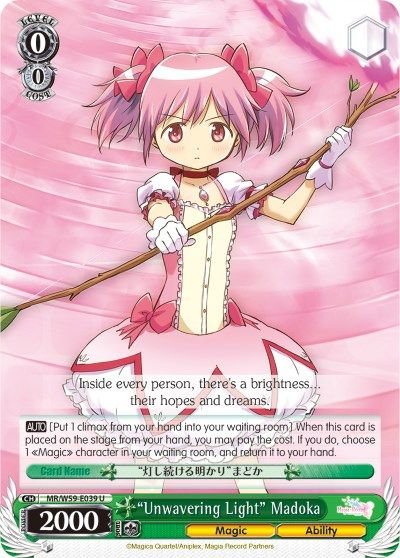 LEVEL
0
0
COST
Inside every person, there's a brightness...
their hopes and dreams.
AUTO [Put 1 climax from your hand into your waiting room] When this card is
placed on the stage from your hand, you may pay the cost. If you do, choose
1 «Magic» character in your waiting room, and return it to your hand.
Card Name
“灯し続ける明かり”まどか
CH MR/W59-E039 U
“Unwavering Light” Madoka
POWER
2000
Magic
Ability
©Magica Quartet/Aniplex, Magia Record Partners